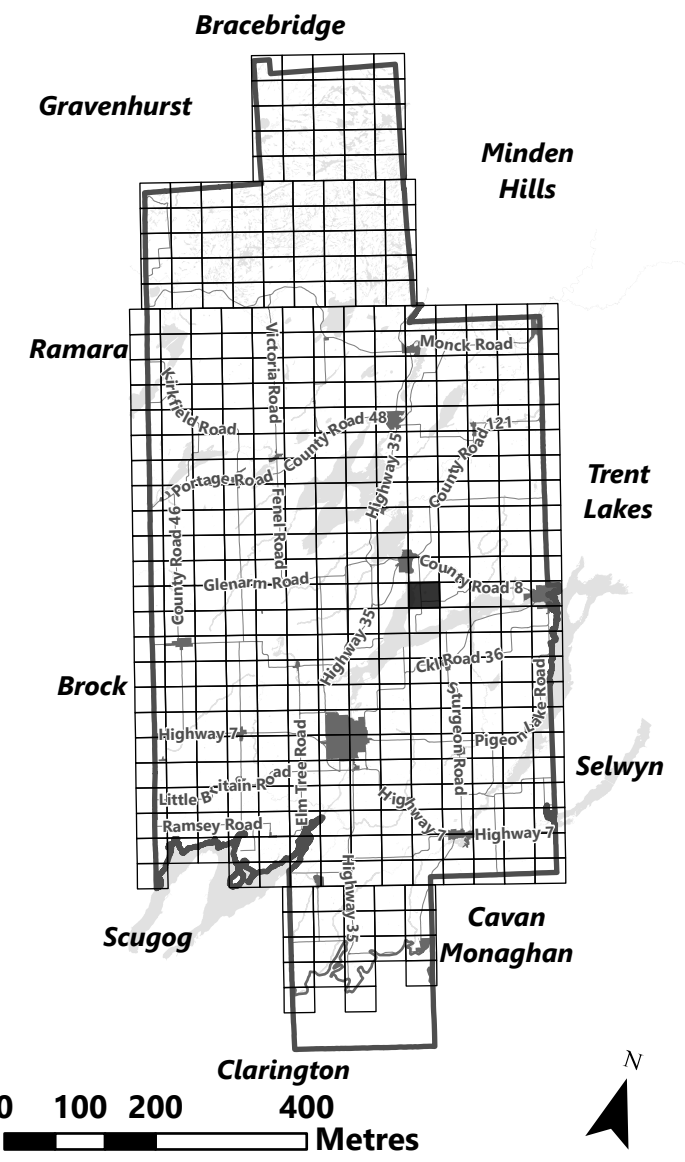 Bracebridge
Gravenhurst
Minden
Hills
Ramara
Monck Road
Victoria Road
Kirkfield Road
County Road 48
County Road 121
Highway 35
Portage Road
Trent
Lakes
County Road 46
Fenel Road
Glenarm Road
County Road 8
Highway 35
Ckl Road 36
Brock
Sturgeon Road
Pigeon Lake Road
Highway 7
Elm Tree Road
Selwyn
Little Britain Road
Ramsey Road
Highway 7
Highway 7
Highway 35
Scugog
Cavan
Monaghan
Clarington
N
0 100 200 400
Metres